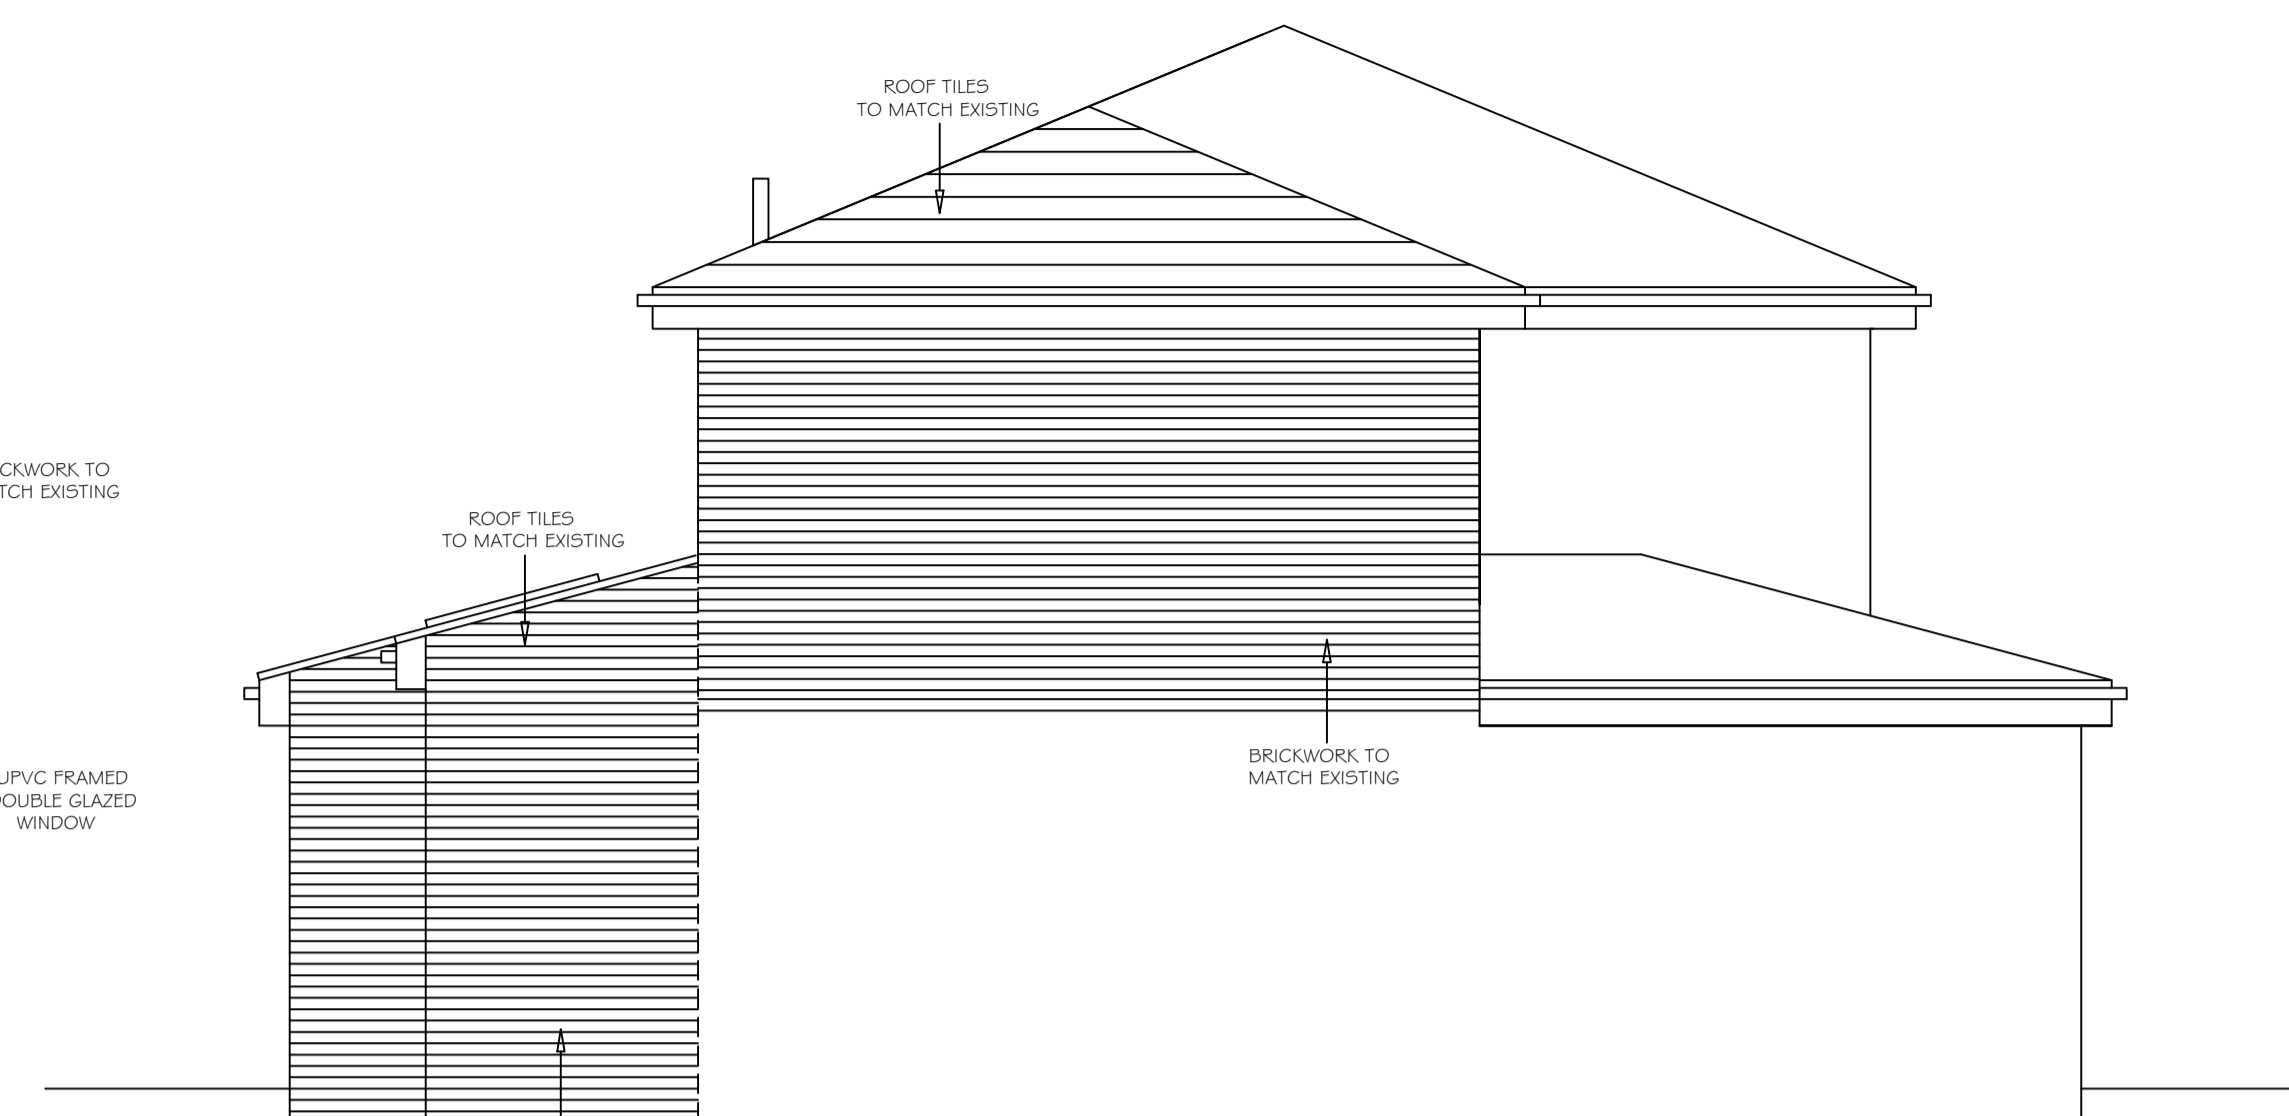 ROOF TILES
TO MATCH EXISTING
CKWORK TO
TCH EXISTING
ROOF TILES
TO MATCH EXISTING
BRICKWORK TO
MATCH EXISTING
UPVC FRAMED
DOUBLE GLAZED
WINDOW